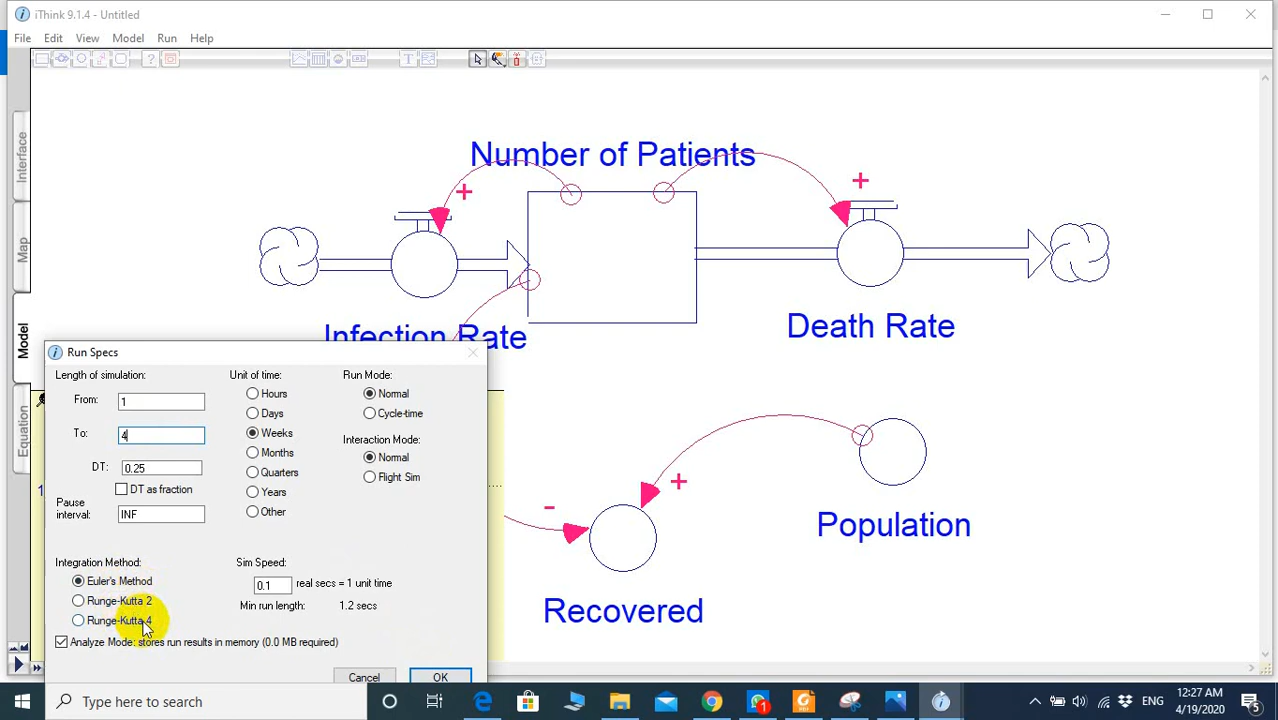 iThink 9.1.4 - Untitled
File Edit View Model Run Help
Interface
Map
Model
Equation
Number of Patients
+
+
Infection Rate
Death Rate
Run Specs
Length of simulation:
From: 1
To: 4
DT: 0.25
DT as fraction
Pause
interval: INF
Unit of time:
Hours
Days
Weeks
Months
Quarters
Years
Other
Run Mode:
Normal
Cycle-time
Interaction Mode:
Normal
Flight Sim
Integration Method:
Euler's Method
Runge-Kutta 2
Runge-Kutta 4
Sim Speed:
0.1 real secs = 1 unit time
Min run length: 1.2 secs
Analyze Mode: stores run results in memory (0.0 MB required)
Cancel OK
1
-
+
Population
Recovered
Type here to search
1
ENG
12:27 AM
4/19/2020
5